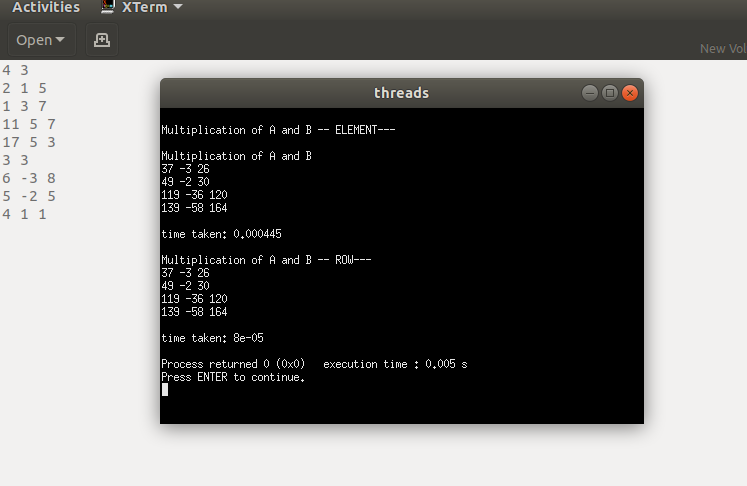 Activities XTerm
Open
New Vol
4 3
2 1 5
1 3 7
11 5 7
17 5 3
3 3
6 -3 8
5 -2 5
4 1 1
threads
Multiplication of A and B -- ELEMENT---
Multiplication of A and B
37 -3 26
49 -2 30
119 -36 120
139 -58 164
time taken: 0.000445
Multiplication of A and B -- ROW---
37 -3 26
49 -2 30
119 -36 120
139 -58 164
time taken: 8e-05
Process returned 0 (0x0)   execution time : 0.005 s
Press ENTER to continue.